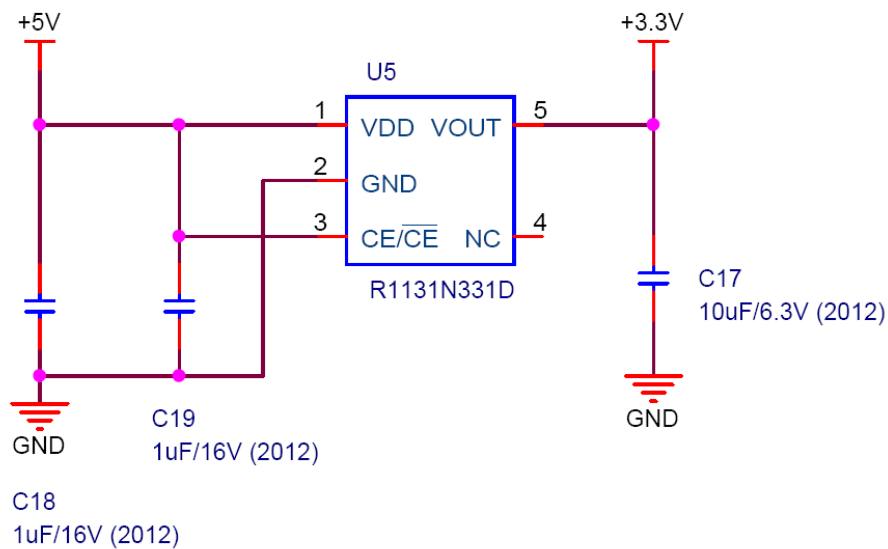 +5V
+3.3V
U5
1
VDD
VOUT
5
2
GND
3
CE/CE
NC
4
R1131N331D
C17
10uF/6.3V (2012)
GND
GND
C19
1uF/16V (2012)
C18
1uF/16V (2012)